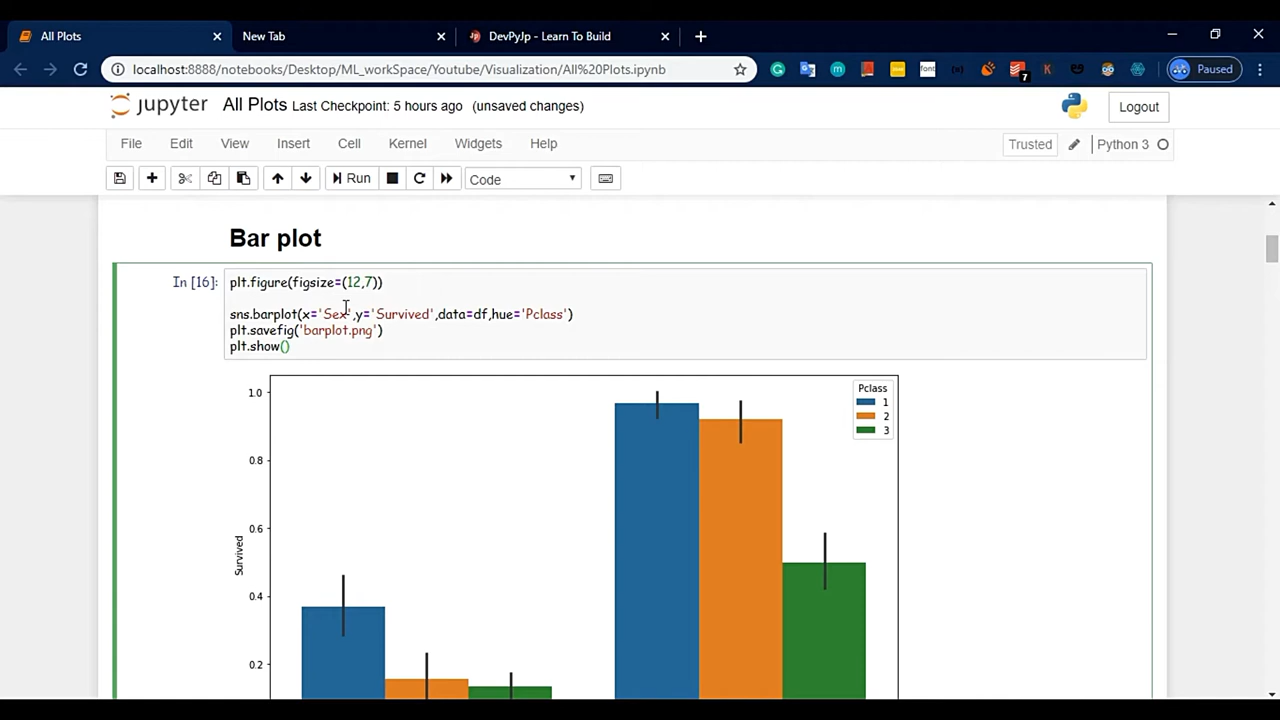 All Plots
New Tab
DevPyJp - Learn To Build
localhost:8888/notebooks/Desktop/ML_workSpace/Youtube/Visualization/All%20Plots.ipynb
7
Paused
jupyter All Plots Last Checkpoint: 5 hours ago (unsaved changes)
Logout
File Edit View Insert Cell Kernel Widgets Help
Trusted Python 3
Run Code
Bar plot
In [16]: plt.figure(figsize=(12,7))
sns.barplot(x='Sex',y='Survived',data=df,hue='Pclass')
plt.savefig('barplot.png')
plt.show()
Pclass
1
2
3
1.0
0.8
0.6
0.4
0.2
Survived